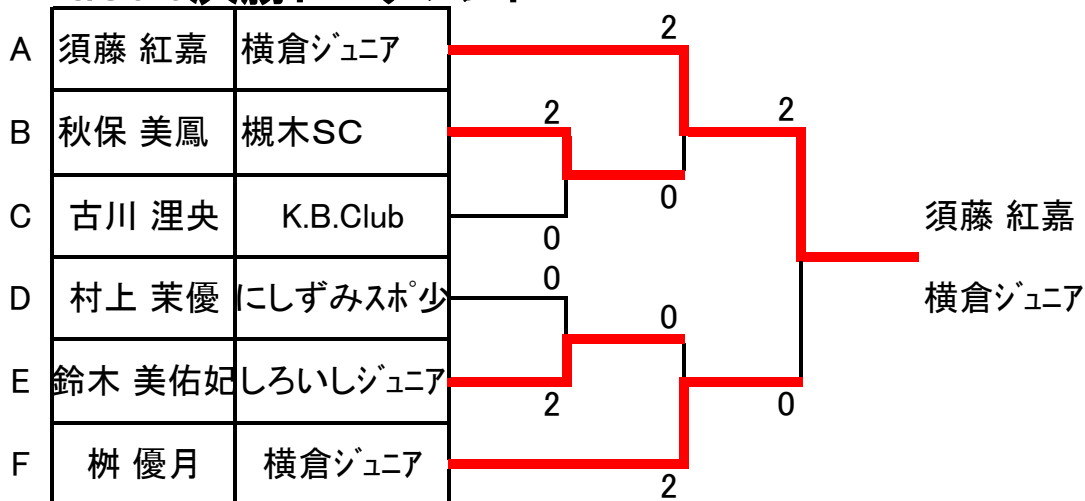 2
A 須藤 紅嘉 横倉ｼﾞｭﾆｱ
2 2
B 秋保 美鳳 槻木SC
0
C 古川 浬央 K.B.Club
0
須藤 紅嘉
横倉ｼﾞｭﾆｱ
0
D 村上 茉優 にしずみｽﾎﾟ少
0
E 鈴木 美佑妃 しろいしｼﾞｭﾆｱ
2 0
F 桝 優月 横倉ｼﾞｭﾆｱ
2